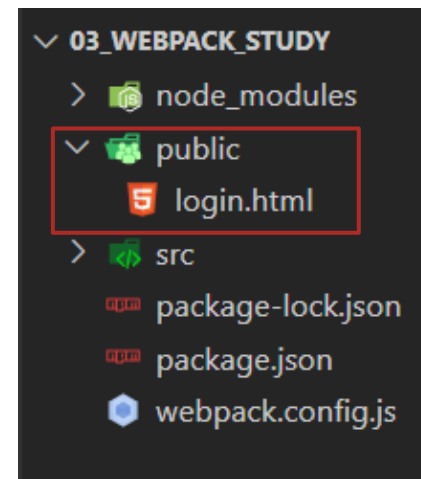 03_WEBPACK_STUDY
node_modules
public
login.html
src
package-lock.json
package.json
webpack.config.js